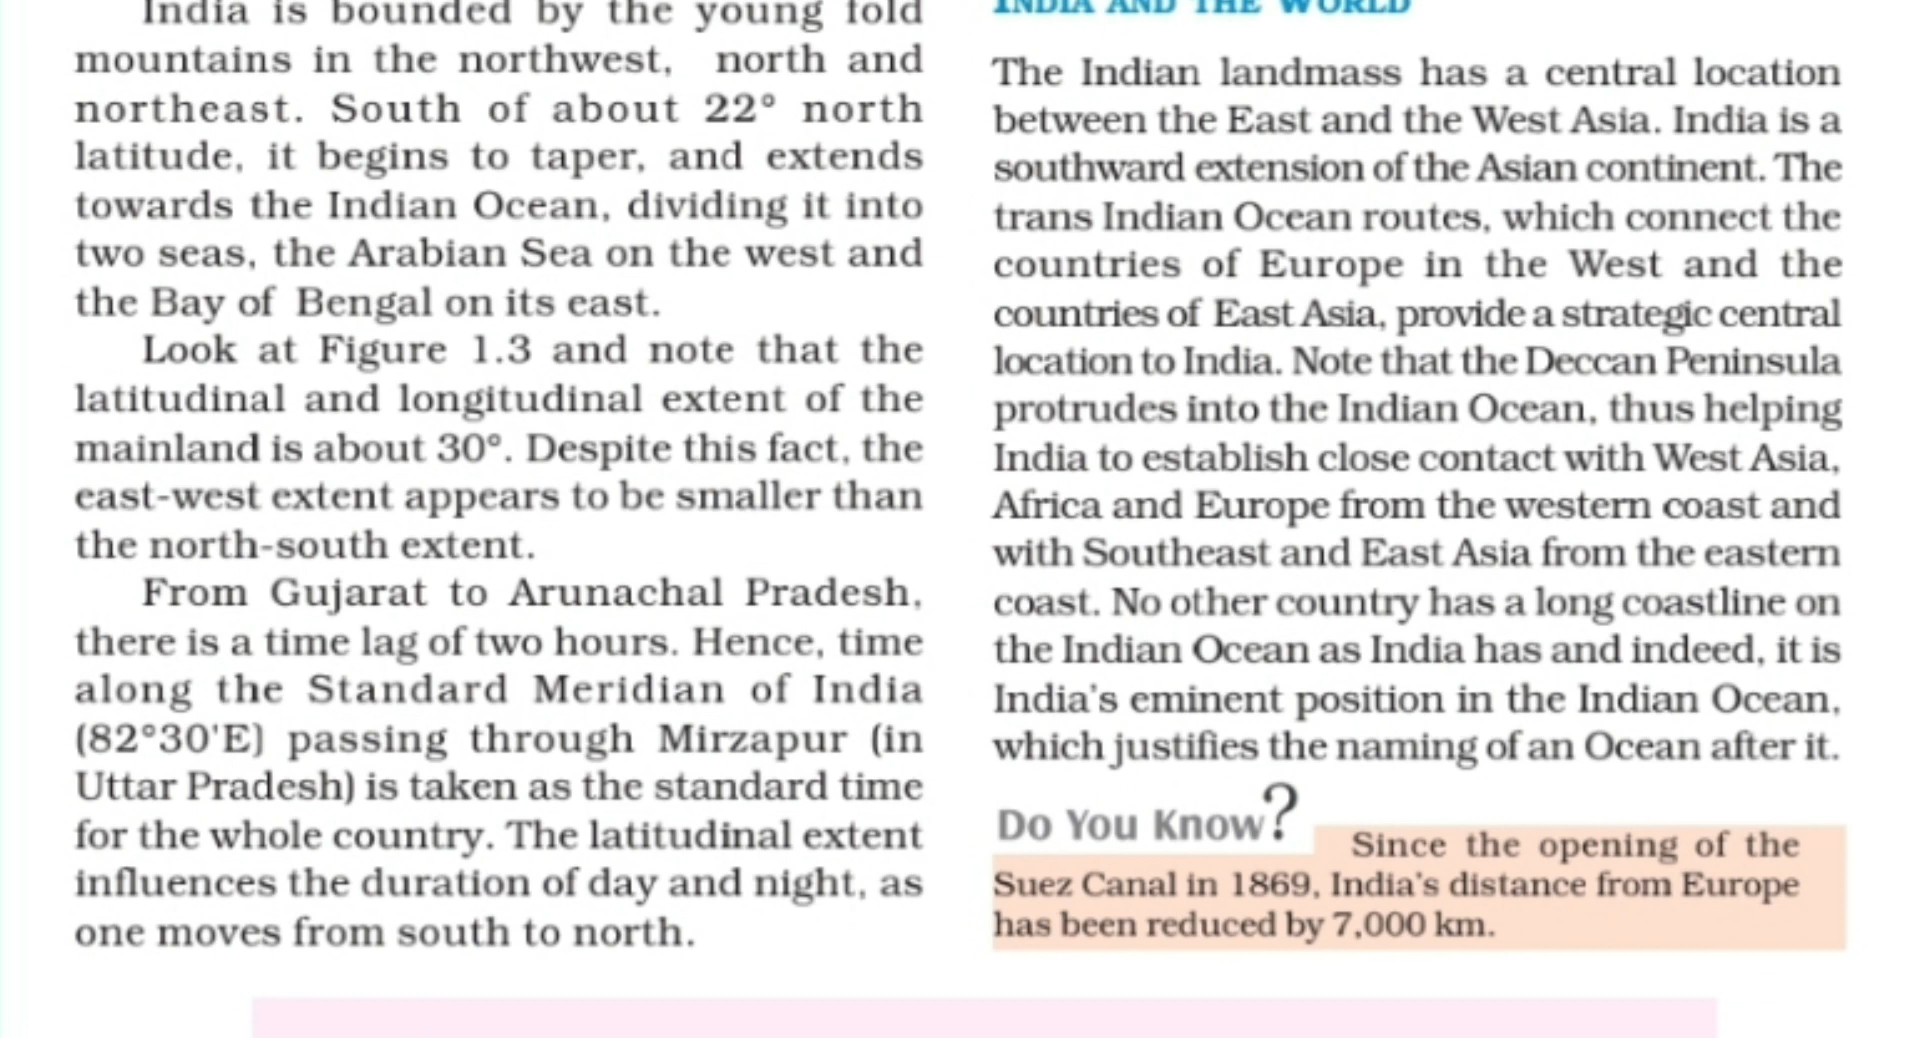 India is bounded by the young fold
mountains in the northwest, north and
northeast. South of about 22° north
latitude, it begins to taper, and extends
towards the Indian Ocean, dividing it into
two seas, the Arabian Sea on the west and
the Bay of Bengal on its east.
Look at Figure 1.3 and note that the
latitudinal and longitudinal extent of the
mainland is about 30°. Despite this fact, the
east-west extent appears to be smaller than
the north-south extent.
From Gujarat to Arunachal Pradesh,
there is a time lag of two hours. Hence, time
along the Standard Meridian of India
(82°30'E) passing through Mirzapur (in
Uttar Pradesh) is taken as the standard time
for the whole country. The latitudinal extent
influences the duration of day and night, as
one moves from south to north.
INDIA AND THE WORLD
The Indian landmass has a central location
between the East and the West Asia. India is a
southward extension of the Asian continent. The
trans Indian Ocean routes, which connect the
countries of Europe in the West and the
countries of East Asia, provide a strategic central
location to India. Note that the Deccan Peninsula
protrudes into the Indian Ocean, thus helping
India to establish close contact with West Asia,
Africa and Europe from the western coast and
with Southeast and East Asia from the eastern
coast. No other country has a long coastline on
the Indian Ocean as India has and indeed, it is
India's eminent position in the Indian Ocean,
which justifies the naming of an Ocean after it.
Do You Know?
Since the opening of the
Suez Canal in 1869, India's distance from Europe
has been reduced by 7,000 km.